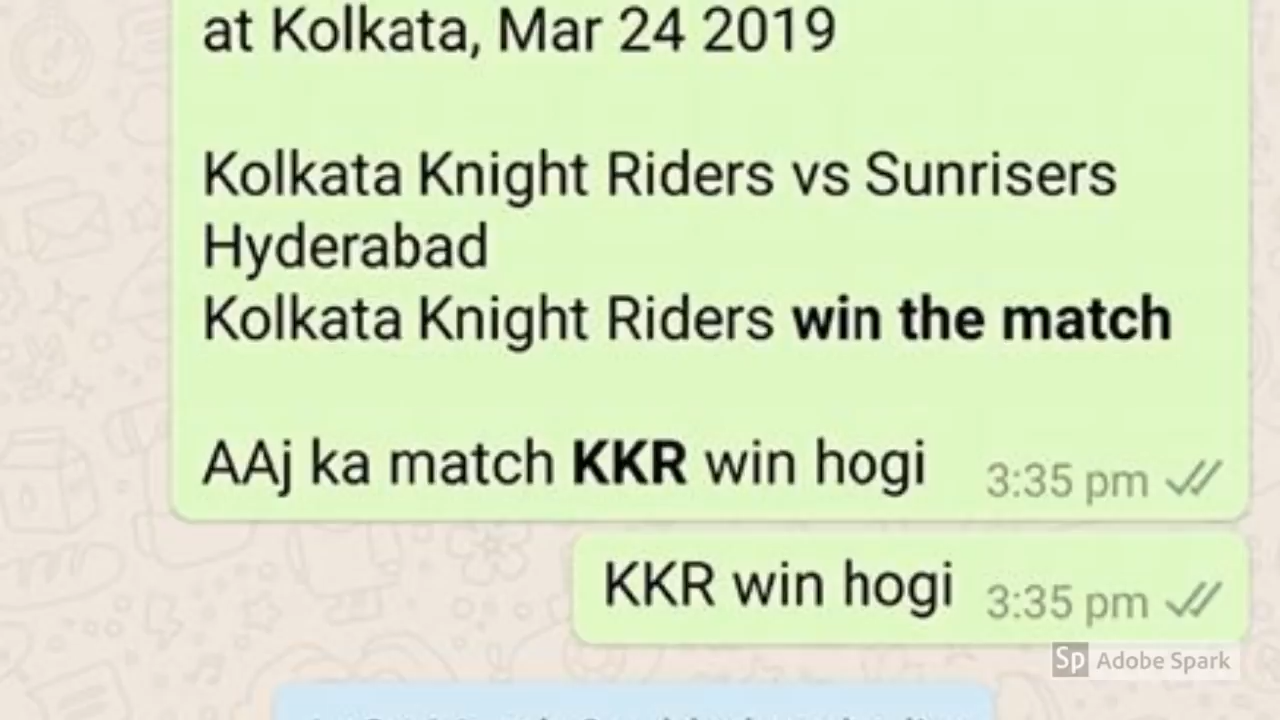 at Kolkata, Mar 24 2019
Kolkata Knight Riders vs Sunrisers
Hyderabad
Kolkata Knight Riders win the match
AAj ka match KKR win hogi 3:35 pm
KKR win hogi 3:35 pm
Sp Adobe Spark